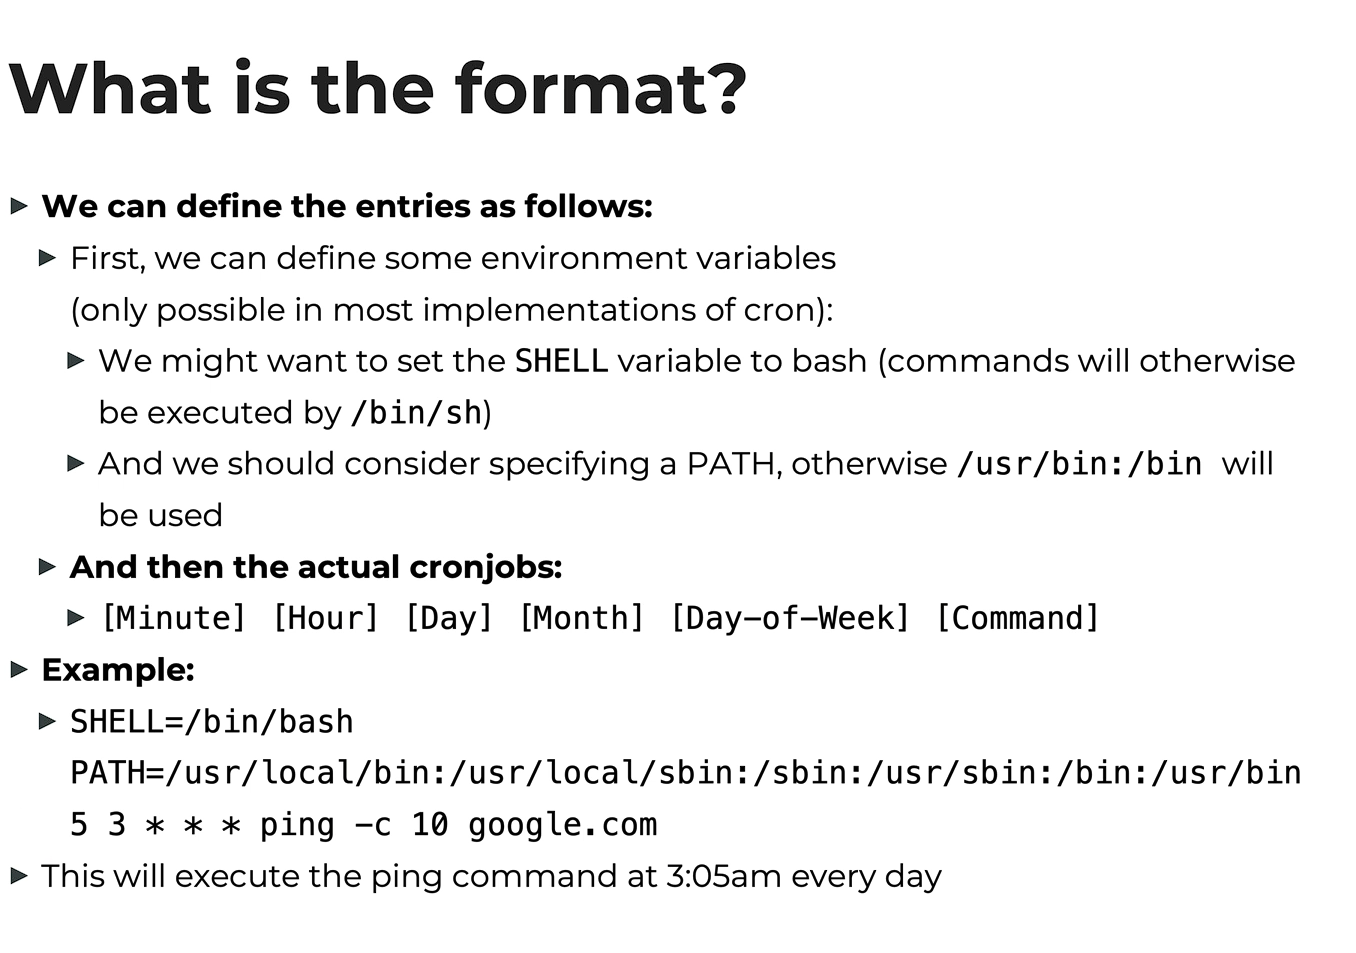 What is the format?
► We can define the entries as follows:
► First, we can define some environment variables
(only possible in most implementations of cron):
► We might want to set the SHELL variable to bash (commands will otherwise
be executed by /bin/sh)
► And we should consider specifying a PATH, otherwise /usr/bin:/bin will
be used
► And then the actual cronjobs:
► [Minute] [Hour] [Day] [Month] [Day-of-Week] [Command]
► Example:
► SHELL=/bin/bash
PATH=/usr/local/bin:/usr/local/sbin:/sbin:/usr/sbin:/bin:/usr/bin
5 3 * * * ping -c 10 google.com
► This will execute the ping command at 3:05am every day